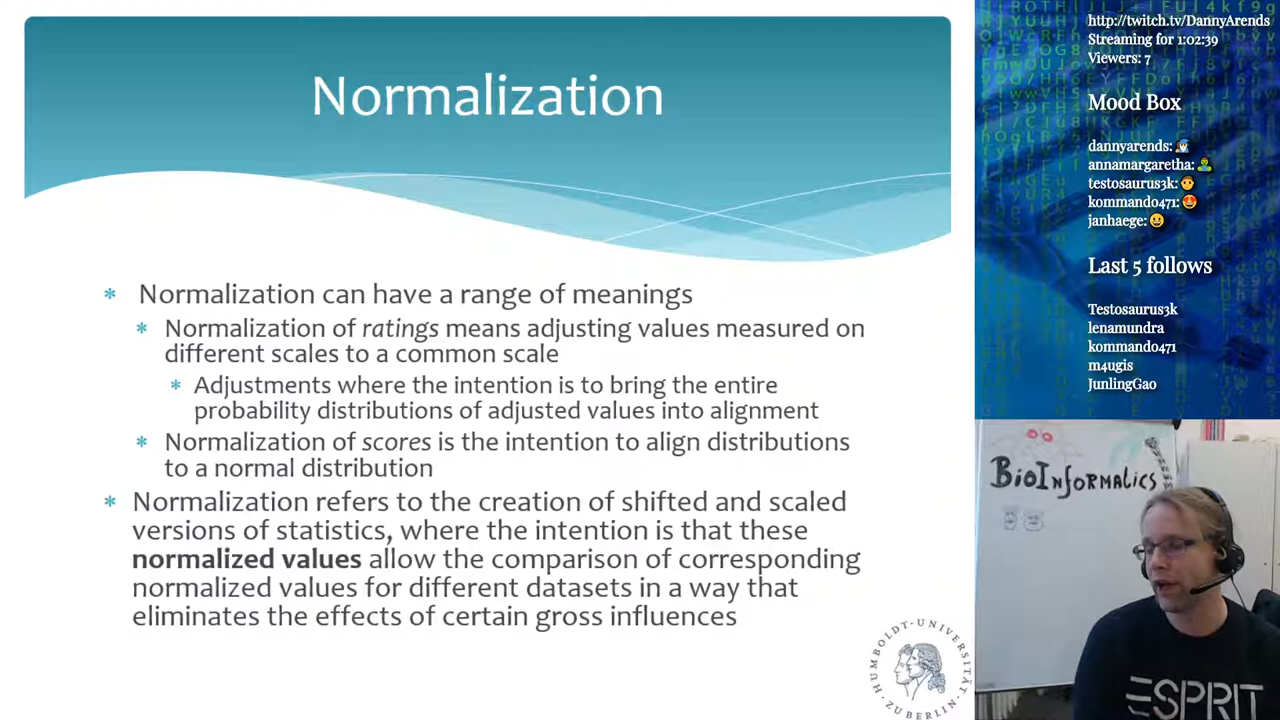 Normalization
Normalization can have a range of meanings
Normalization of ratings means adjusting values measured on
different scales to a common scale
Adjustments where the intention is to bring the entire
probability distributions of adjusted values into alignment
Normalization of scores is the intention to align distributions
to a normal distribution
Normalization refers to the creation of shifted and scaled
versions of statistics, where the intention is that these
normalized values allow the comparison of corresponding
normalized values for different datasets in a way that
eliminates the effects of certain gross influences
HUMBOLDT-UNIVERSITÄT
ZU BERLIN
http://twitch.tv/DannyArends
Streaming for 1:02:39
Viewers: 7
Mood Box
dannyarends:
annamargaretha:
testosaurus3k:
kommando471:
janhaege:
Last 5 follows
Testosaurus3k
lenamundra
kommando471
m4ugis
JunlingGao
BioInformatics
ESPRIT